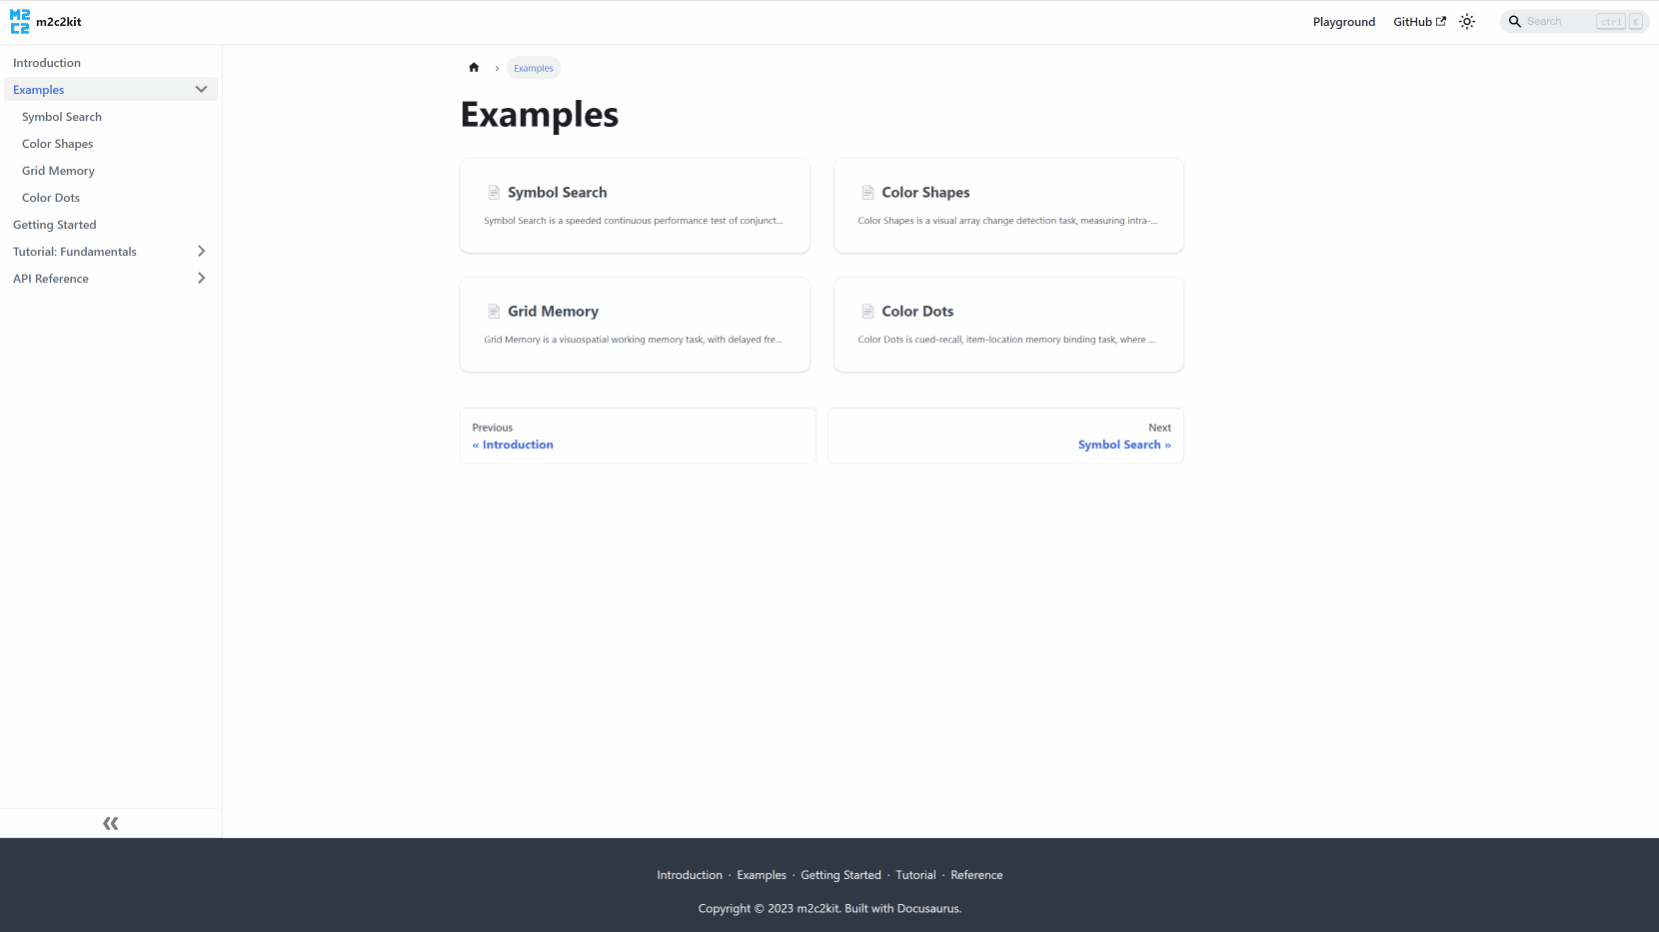 M2C2
m2c2kit
Playground
GitHub
Search
ctrl K
Introduction
Examples
Symbol Search
Color Shapes
Grid Memory
Color Dots
Getting Started
Tutorial: Fundamentals
API Reference
Examples
Examples
Symbol Search
Symbol Search is a speeded continuous performance test of conjunct...
Color Shapes
Color Shapes is a visual array change detection task, measuring intra-...
Grid Memory
Grid Memory is a visuospatial working memory task, with delayed fre...
Color Dots
Color Dots is cued-recall, item-location memory binding task, where ...
Previous
« Introduction
Next
Symbol Search »
Introduction · Examples · Getting Started · Tutorial · Reference
Copyright © 2023 m2c2kit. Built with Docusaurus.